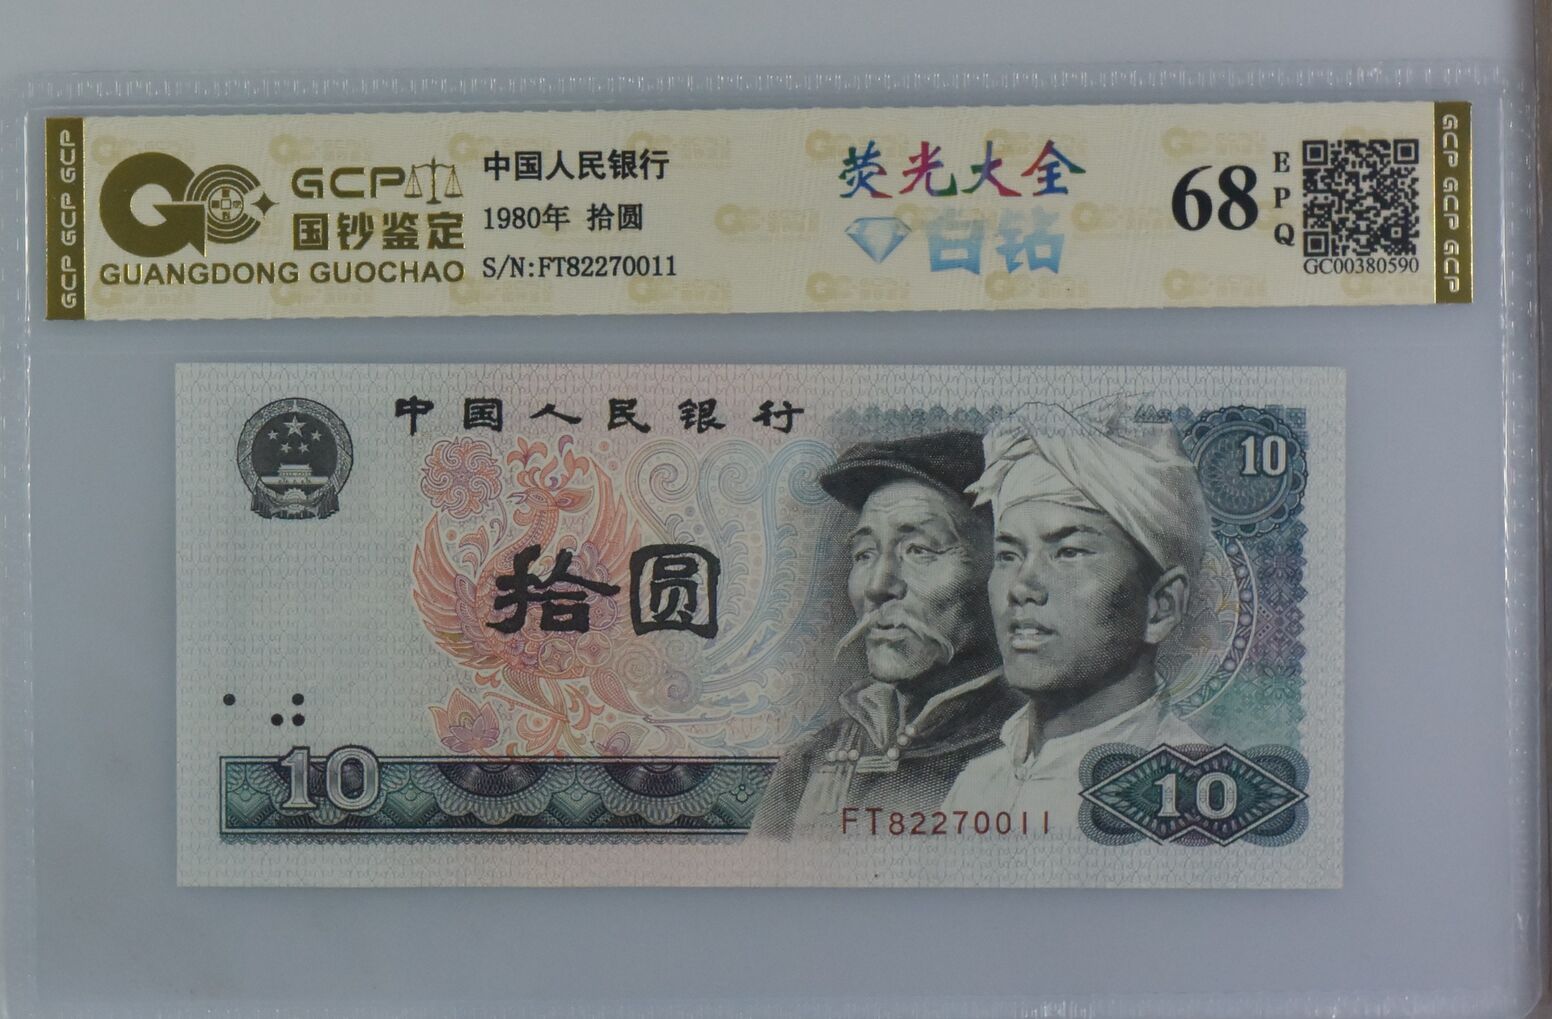 GCP GCP GCP
GCP
国钞鉴定
GUANGDONG GUOCHAO
中国人民银行
1980年 拾圆
S/N:FT82270011
荧光大全
白钻
68
EPQ
GC00380590
GCP GCP GCP
中国人民银行
10
拾圆
10
FT82270011
10